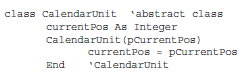 class CalendarUnit 'abstract class
currentPos As Integer
CalendarUnit(pCurrentPos)
currentPos = pCurrentPos
End 'CalendarUnit